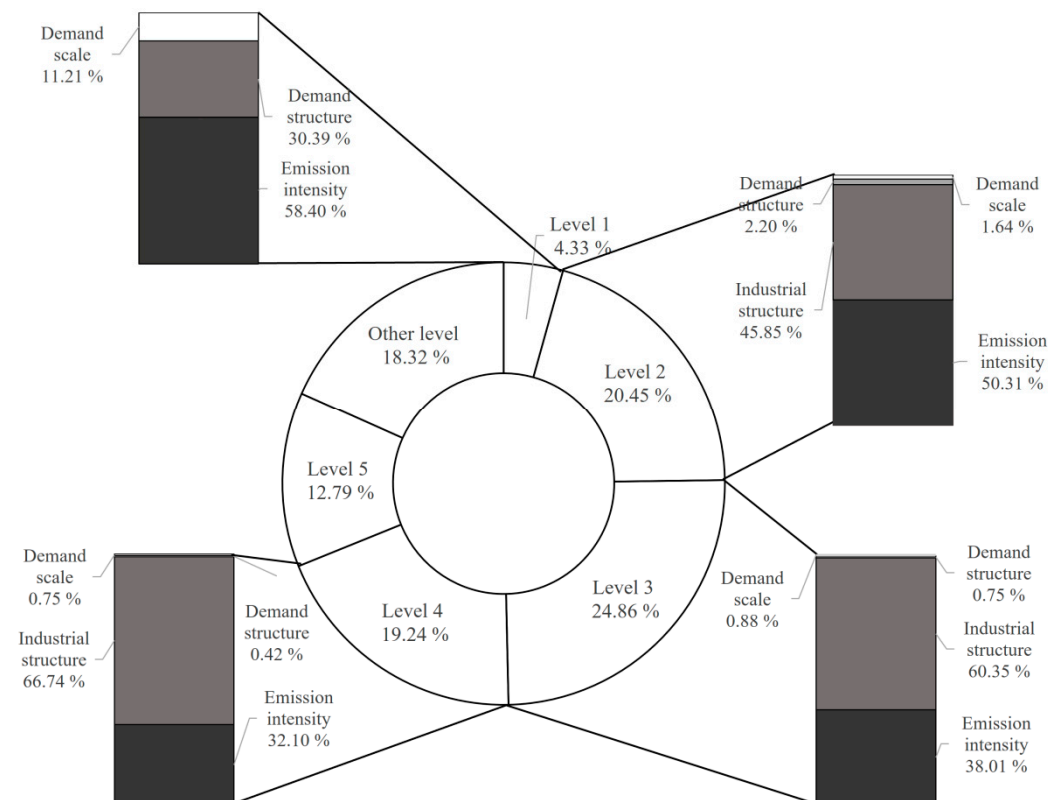 Demand
scale
11.21 %
Demand
structure
30.39 %
Emission
intensity
58.40 %
Level 1
4.33 %
Demand
structure
2.20 %
Demand
scale
1.64 %
Industrial
structure
45.85 %
Emission
intensity
50.31 %
Other level
18.32 %
Level 2
20.45 %
Level 5
12.79 %
Level 4
19.24 %
Level 3
24.86 %
Demand
scale
0.75 %
Industrial
structure
66.74 %
Demand
structure
0.42 %
Emission
intensity
32.10 %
Demand
scale
0.88 %
Demand
structure
0.75 %
Industrial
structure
60.35 %
Emission
intensity
38.01 %